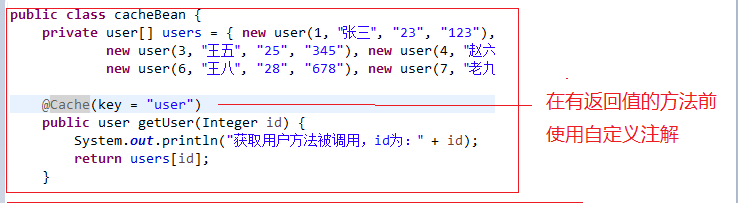 public class cacheBean {
private user[] users = { new user(1, "张三", "23", "123"),
new user(3, "王五", "25", "345"), new user(4, "赵六
new user(6, "王八", "28", "678"), new user(7, "老九
@Cache(key = "user")
在有返回值的方法前
使用自定义注解
public user getUser(Integer id) {
System.out.println("获取用户方法被调用，id为：" + id);
return users[id];
}